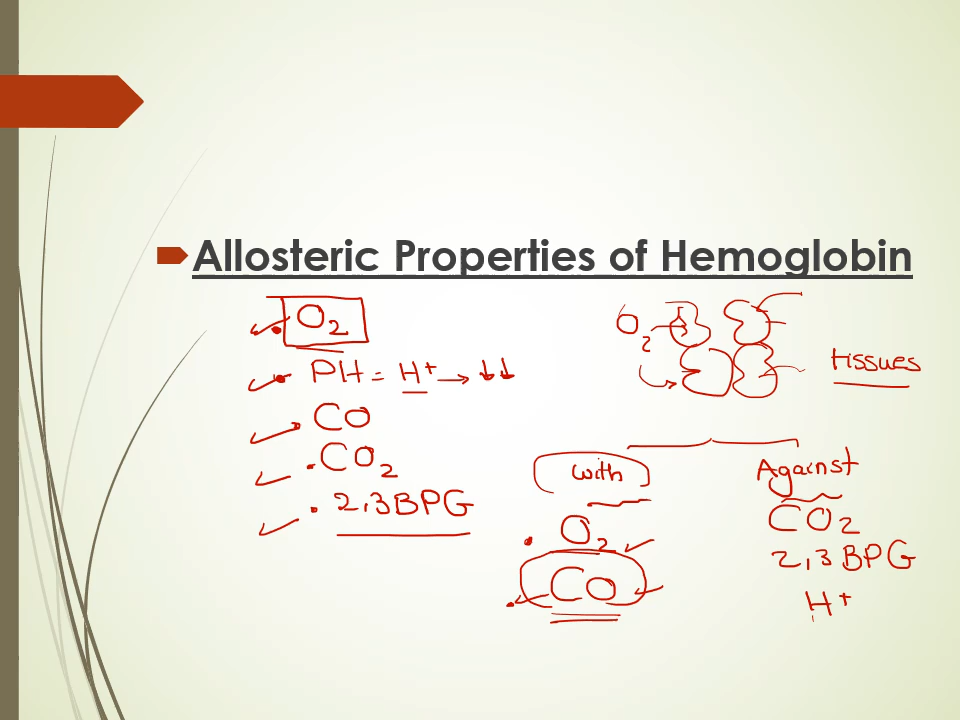 Allosteric Properties of Hemoglobin
O2
PH = H+ → ↓↓
CO
CO2
2,3BPG
O2
tissues
with
O2
CO
Against
CO2
2,3BPG
H+